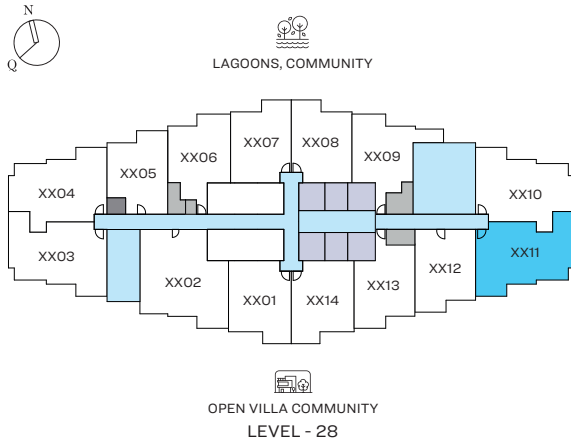 N
Q
LAGOONS, COMMUNITY
XX07 XX08
XX06 XX09
XX05
XX04 XX10
XX03 XX11
XX02 XX12
XX01 XX14 XX13
OPEN VILLA COMMUNITY
LEVEL - 28